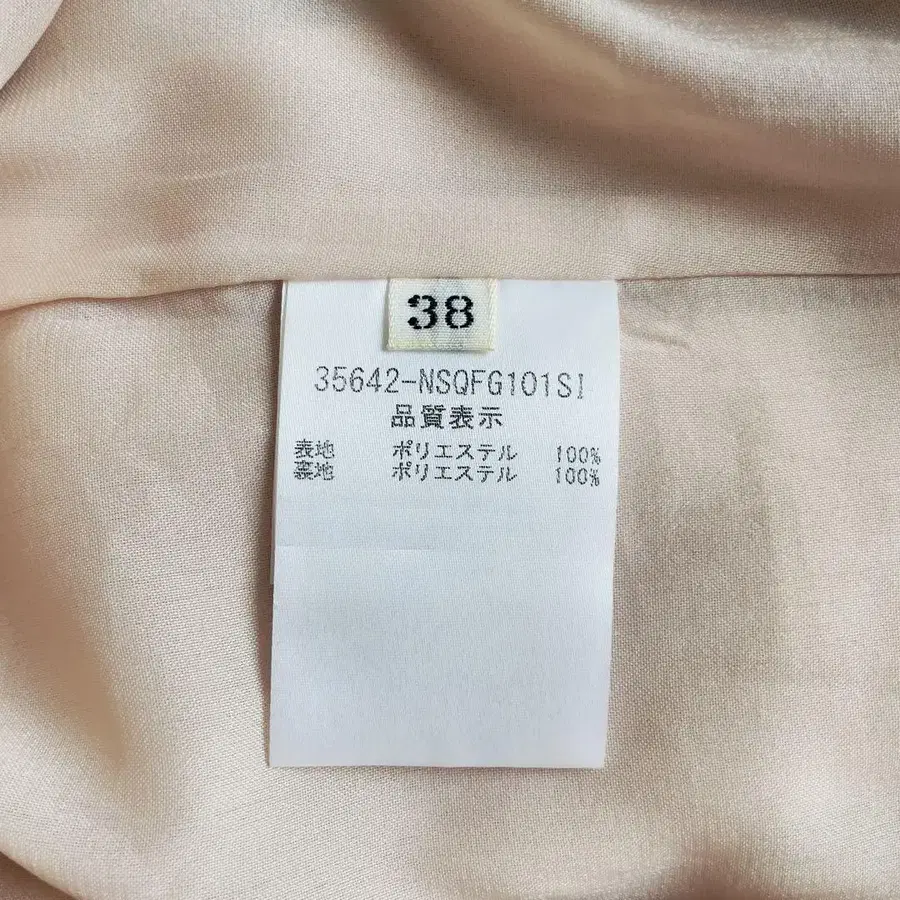 38
35642-NSQFG101SI
品質表示
表地 ポリエステル 100%
裏地 ポリエステル 100%